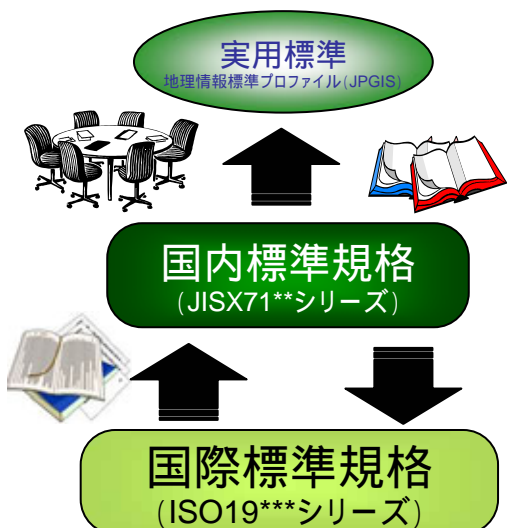 実用標準
地理情報標準プロファイル(JPGIS)
国内標準規格
(JISX71**シリーズ)
国際標準規格
(ISO19***シリーズ)